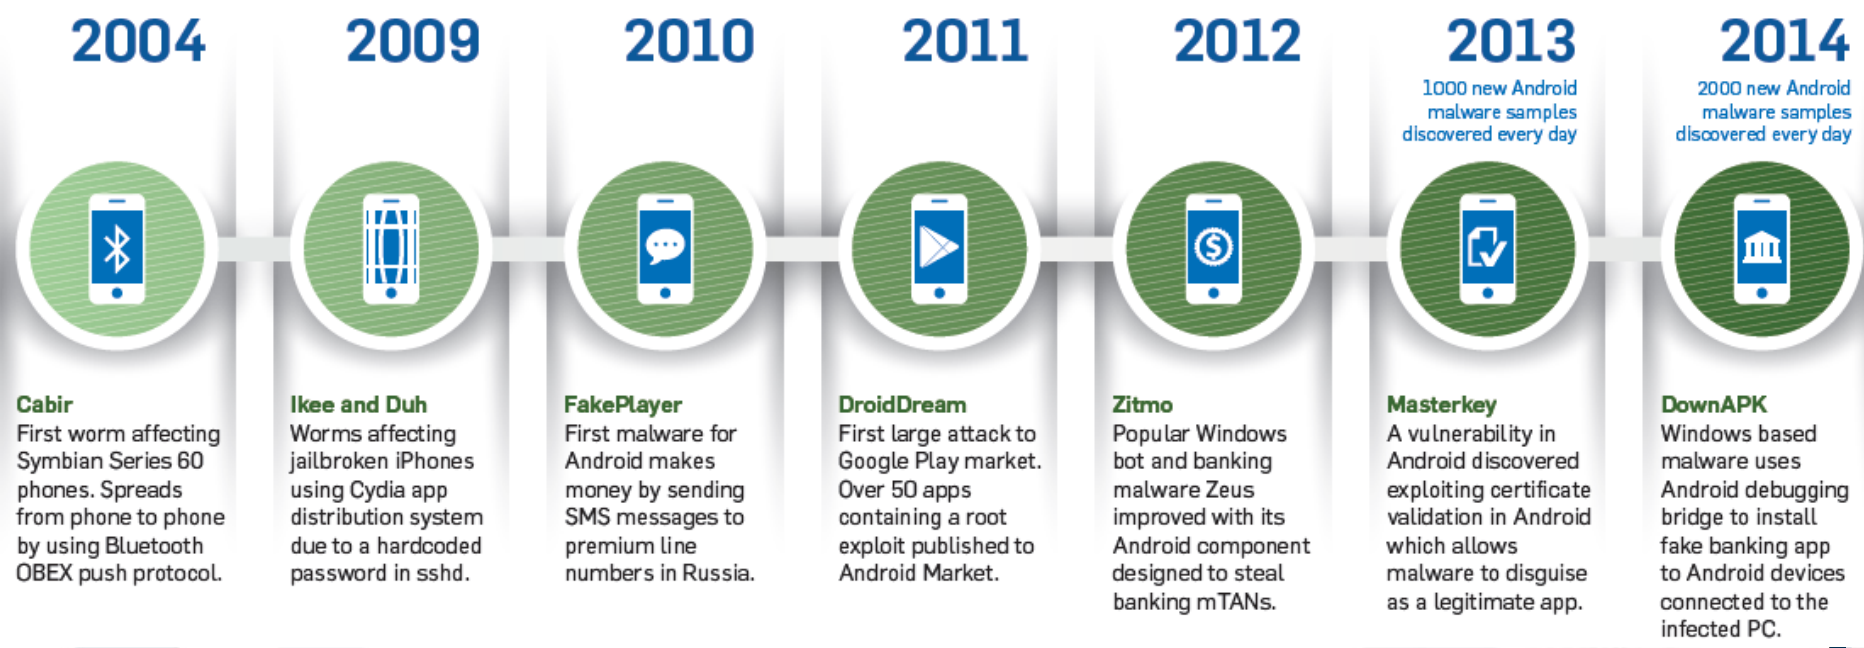 2004
Cabir
First worm affecting
Symbian Series 60
phones. Spreads
from phone to phone
by using Bluetooth
OBEX push protocol.
2009
Ikee and Duh
Worms affecting
jailbroken iPhones
using Cydia app
distribution system
due to a hardcoded
password in sshd.
2010
FakePlayer
First malware for
Android makes
money by sending
SMS messages to
premium line
numbers in Russia.
2011
DroidDream
First large attack to
Google Play market.
Over 50 apps
containing a root
exploit published to
Android Market.
2012
Zitmo
Popular Windows
bot and banking
malware Zeus
improved with its
Android component
designed to steal
banking mTANs.
2013
1000 new Android
malware samples
discovered every day
Masterkey
A vulnerability in
Android discovered
exploiting certificate
validation in Android
which allows
malware to disguise
as a legitimate app.
2014
2000 new Android
malware samples
discovered every day
DownAPK
Windows based
malware uses
Android debugging
bridge to install
fake banking app
to Android devices
connected to the
infected PC.